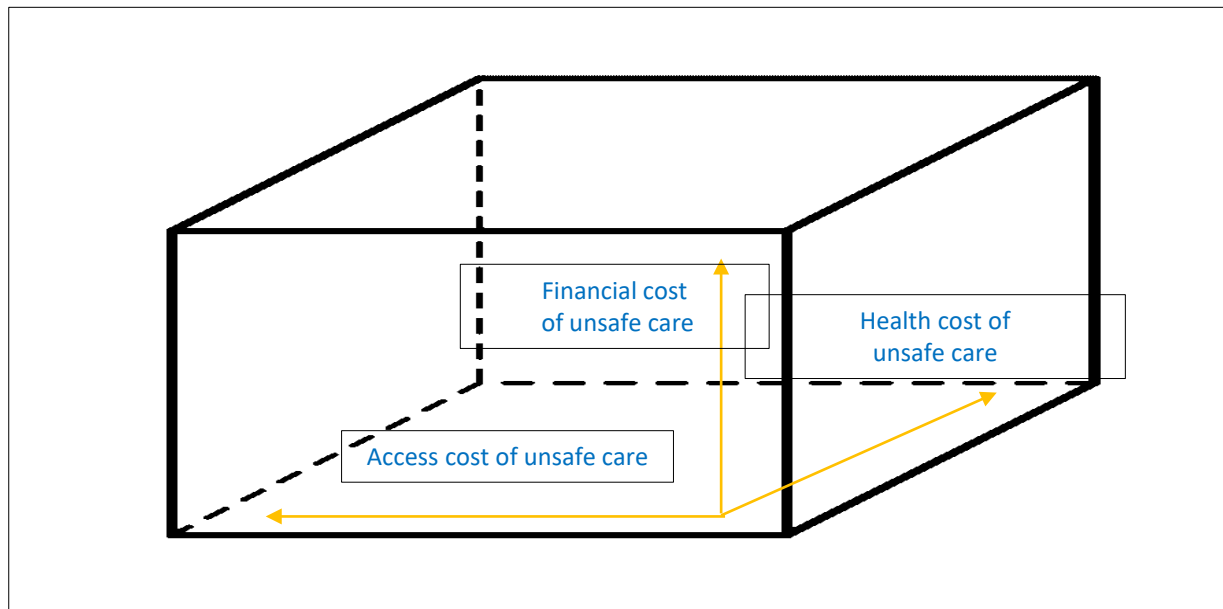 Financial cost
of unsafe care
Health cost of
unsafe care
Access cost of unsafe care